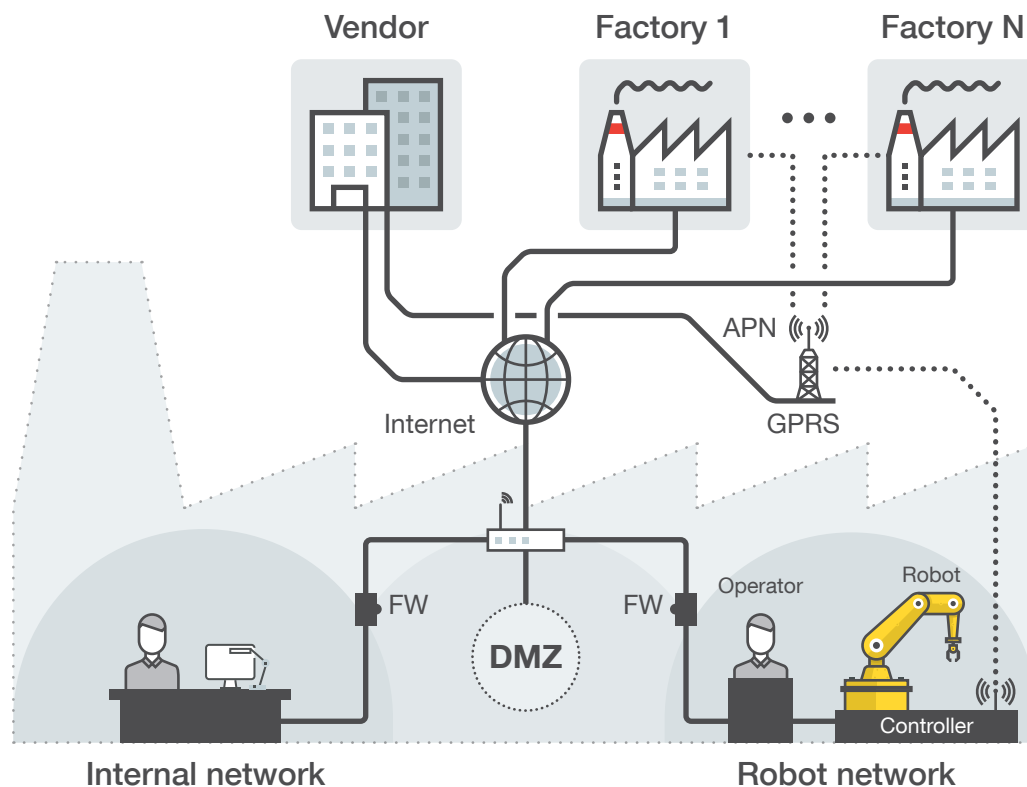 Vendor
Factory 1
Factory N
APN
Internet
GPRS
FW
FW
Operator
Robot
DMZ
Controller
Internal network
Robot network